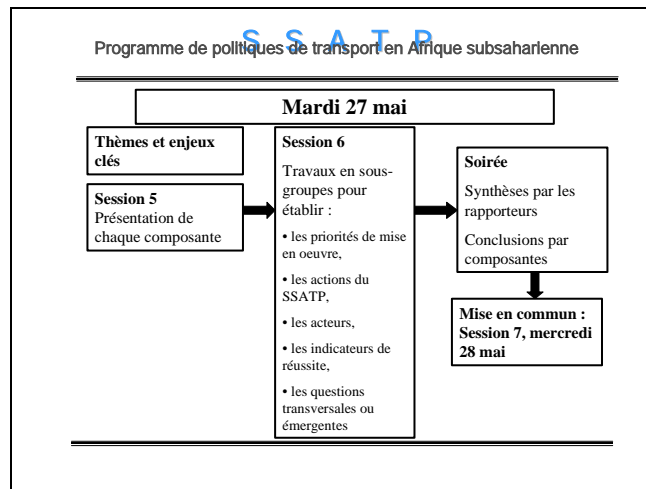 S S A T P
Programme de politiques de transport en Afrique subsaharienne
Mardi 27 mai
Thèmes et enjeux
clés
Session 5
Présentation de
chaque composante
Session 6
Travaux en sous-
groupes pour
établir :
• les priorités de mise
en oeuvre,
• les actions du
SSATP,
• les acteurs,
• les indicateurs de
réussite,
• les questions
transversales ou
émergentes
Soirée
Synthèses par les
rapporteurs
Conclusions par
composantes
Mise en commun :
Session 7, mercredi
28 mai